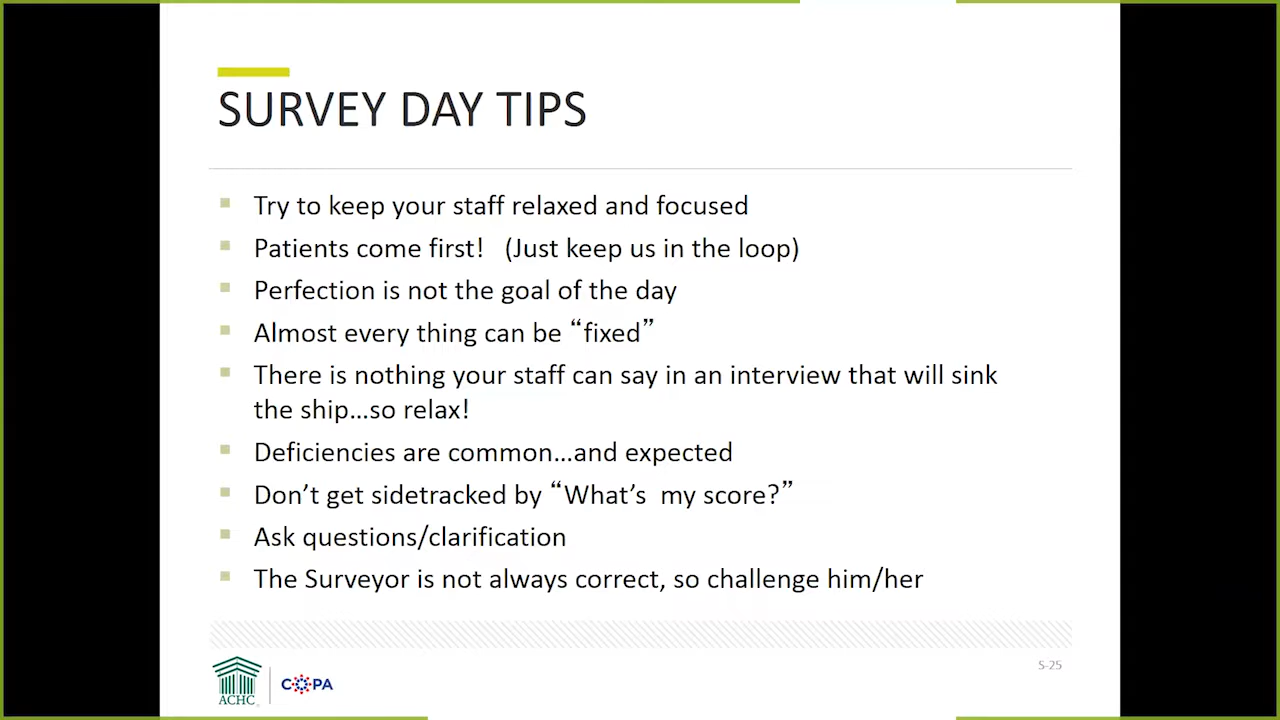 SURVEY DAY TIPS
Try to keep your staff relaxed and focused
Patients come first!   (Just keep us in the loop)
Perfection is not the goal of the day
Almost every thing can be “fixed”
There is nothing your staff can say in an interview that will sink
the ship…so relax!
Deficiencies are common…and expected
Don’t get sidetracked by “What’s  my score?”
Ask questions/clarification
The Surveyor is not always correct, so challenge him/her
S-25
ACHC
COPA